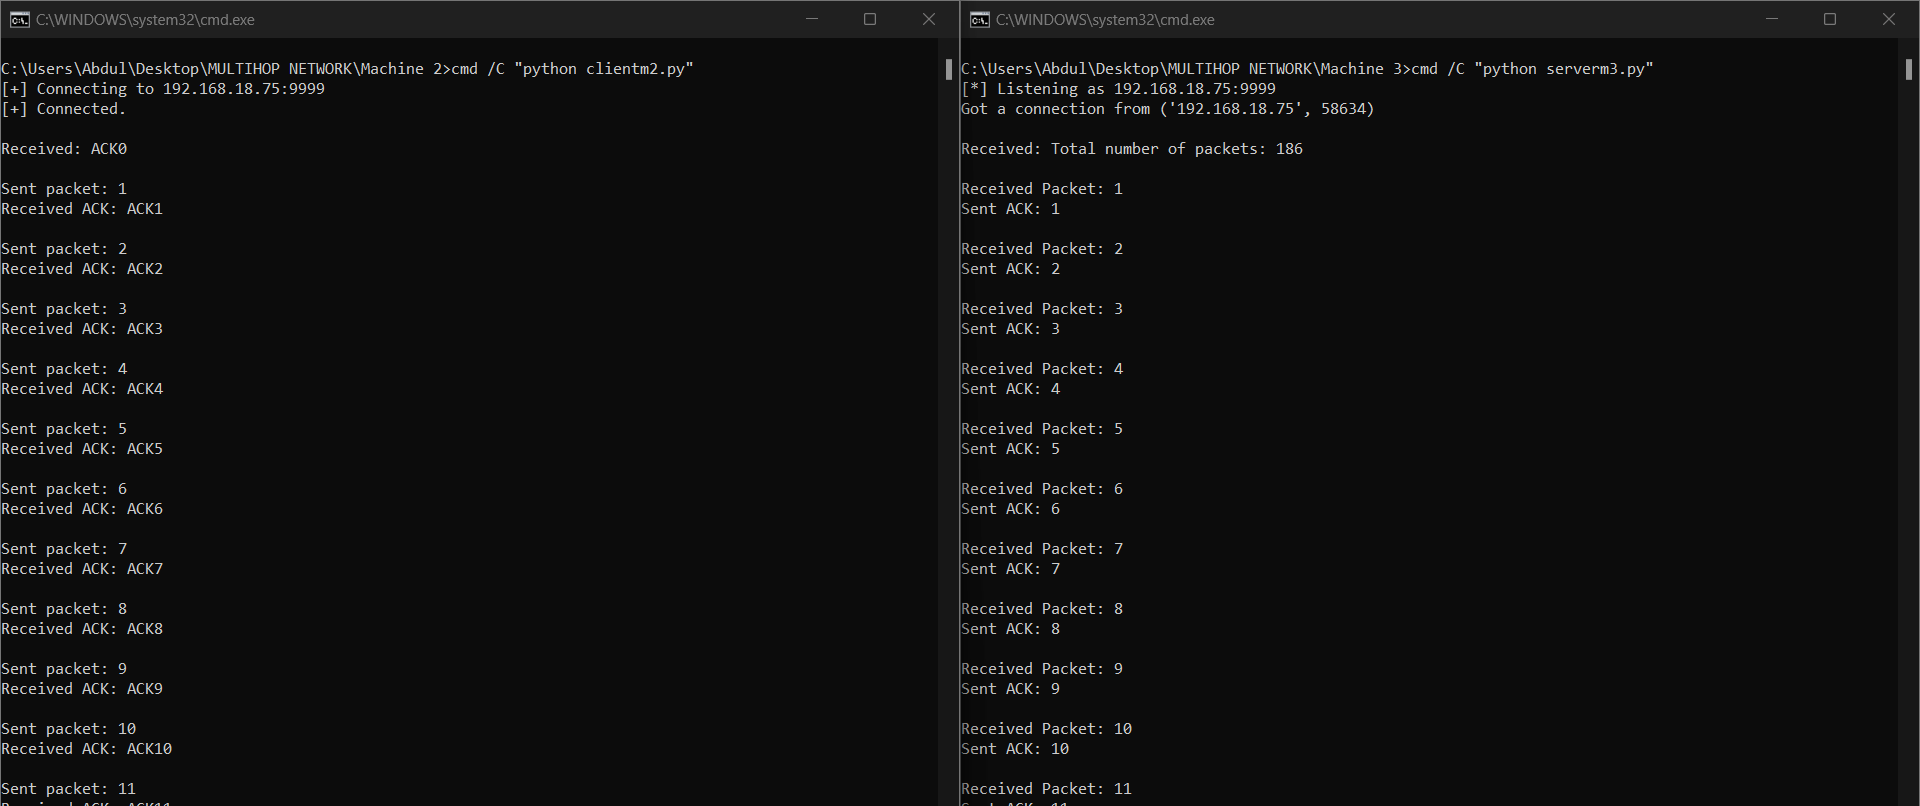 C:\WINDOWS\system32\cmd.exe
C:\Users\Abdul\Desktop\MULTIHOP NETWORK\Machine 2>cmd /C "python clientm2.py"
[+] Connecting to 192.168.18.75:9999
[+] Connected.
Received: ACK0
Sent packet: 1
Received ACK: ACK1
Sent packet: 2
Received ACK: ACK2
Sent packet: 3
Received ACK: ACK3
Sent packet: 4
Received ACK: ACK4
Sent packet: 5
Received ACK: ACK5
Sent packet: 6
Received ACK: ACK6
Sent packet: 7
Received ACK: ACK7
Sent packet: 8
Received ACK: ACK8
Sent packet: 9
Received ACK: ACK9
Sent packet: 10
Received ACK: ACK10
Sent packet: 11
Received ACK: ACK11
C:\WINDOWS\system32\cmd.exe
C:\Users\Abdul\Desktop\MULTIHOP NETWORK\Machine 3>cmd /C "python serverm3.py"
[*] Listening as 192.168.18.75:9999
Got a connection from ('192.168.18.75', 58634)
Received: Total number of packets: 186
Received Packet: 1
Sent ACK: 1
Received Packet: 2
Sent ACK: 2
Received Packet: 3
Sent ACK: 3
Received Packet: 4
Sent ACK: 4
Received Packet: 5
Sent ACK: 5
Received Packet: 6
Sent ACK: 6
Received Packet: 7
Sent ACK: 7
Received Packet: 8
Sent ACK: 8
Received Packet: 9
Sent ACK: 9
Received Packet: 10
Sent ACK: 10
Received Packet: 11
Sent ACK: 11